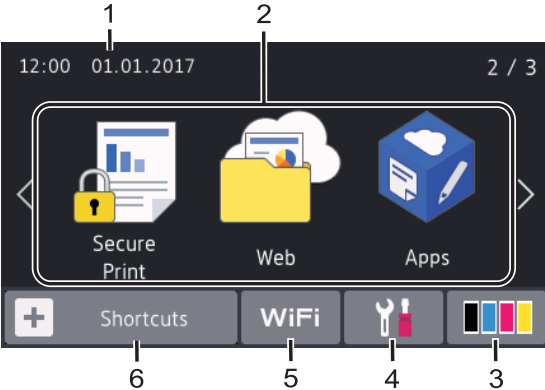 1 2
12:00 01.01.2017 2 / 3
Secure
Print
Web
Apps
Shortcuts WiFi
6 5 4 3